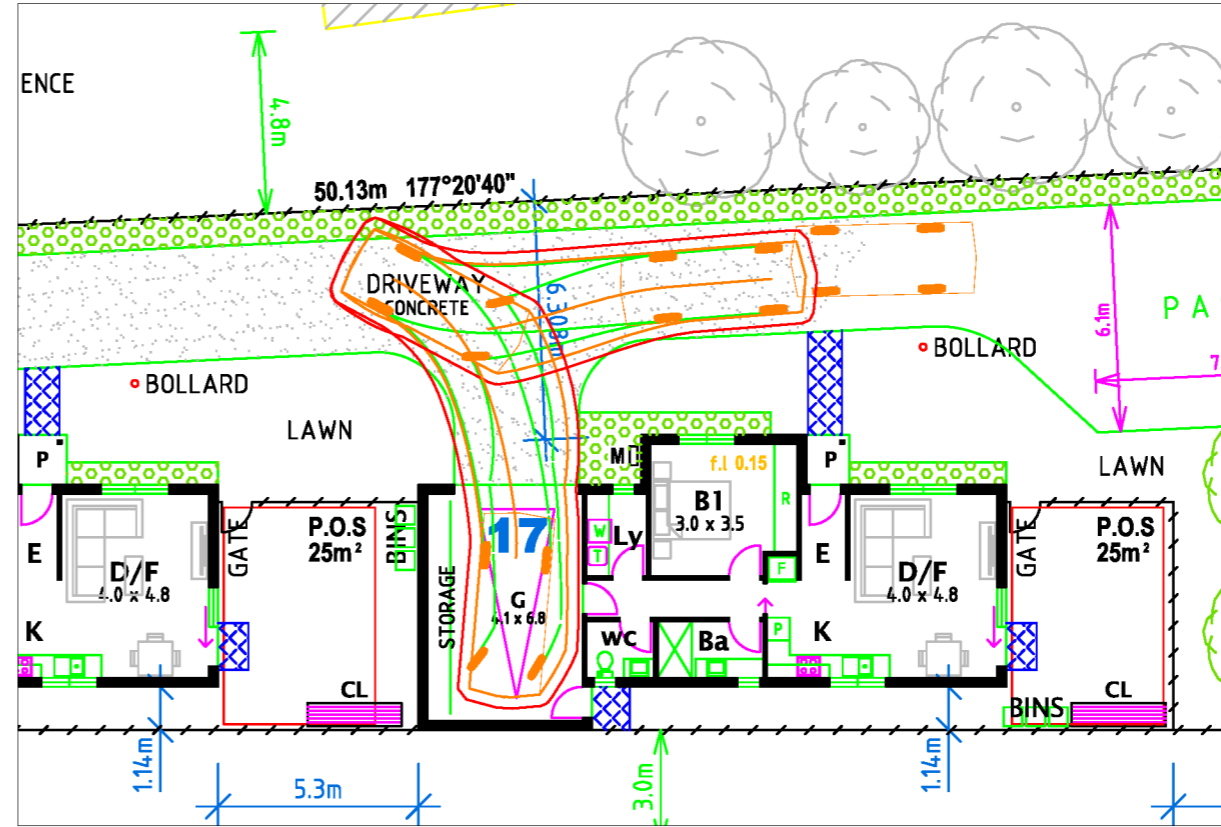 ENCE
4.8m
50.13m 177°20'40"
DRIVEWAY
CONCRETE
6.308m
6.1m
P A
7
BOLLARD
BOLLARD
LAWN
LAWN
P
M
f.l 0.15
P
B1
3.0 x 3.5
R
E
D/F
4.0 x 4.8
K
GATE
P.O.S
25m²
BINS
CL
STORAGE
17
G
4.1 x 6.8
W
T
Ly
F
WC
Ba
P
E
D/F
4.0 x 4.8
K
GATE
P.O.S
25m²
BINS
CL
1.14m
5.3m
3.0m
1.14m